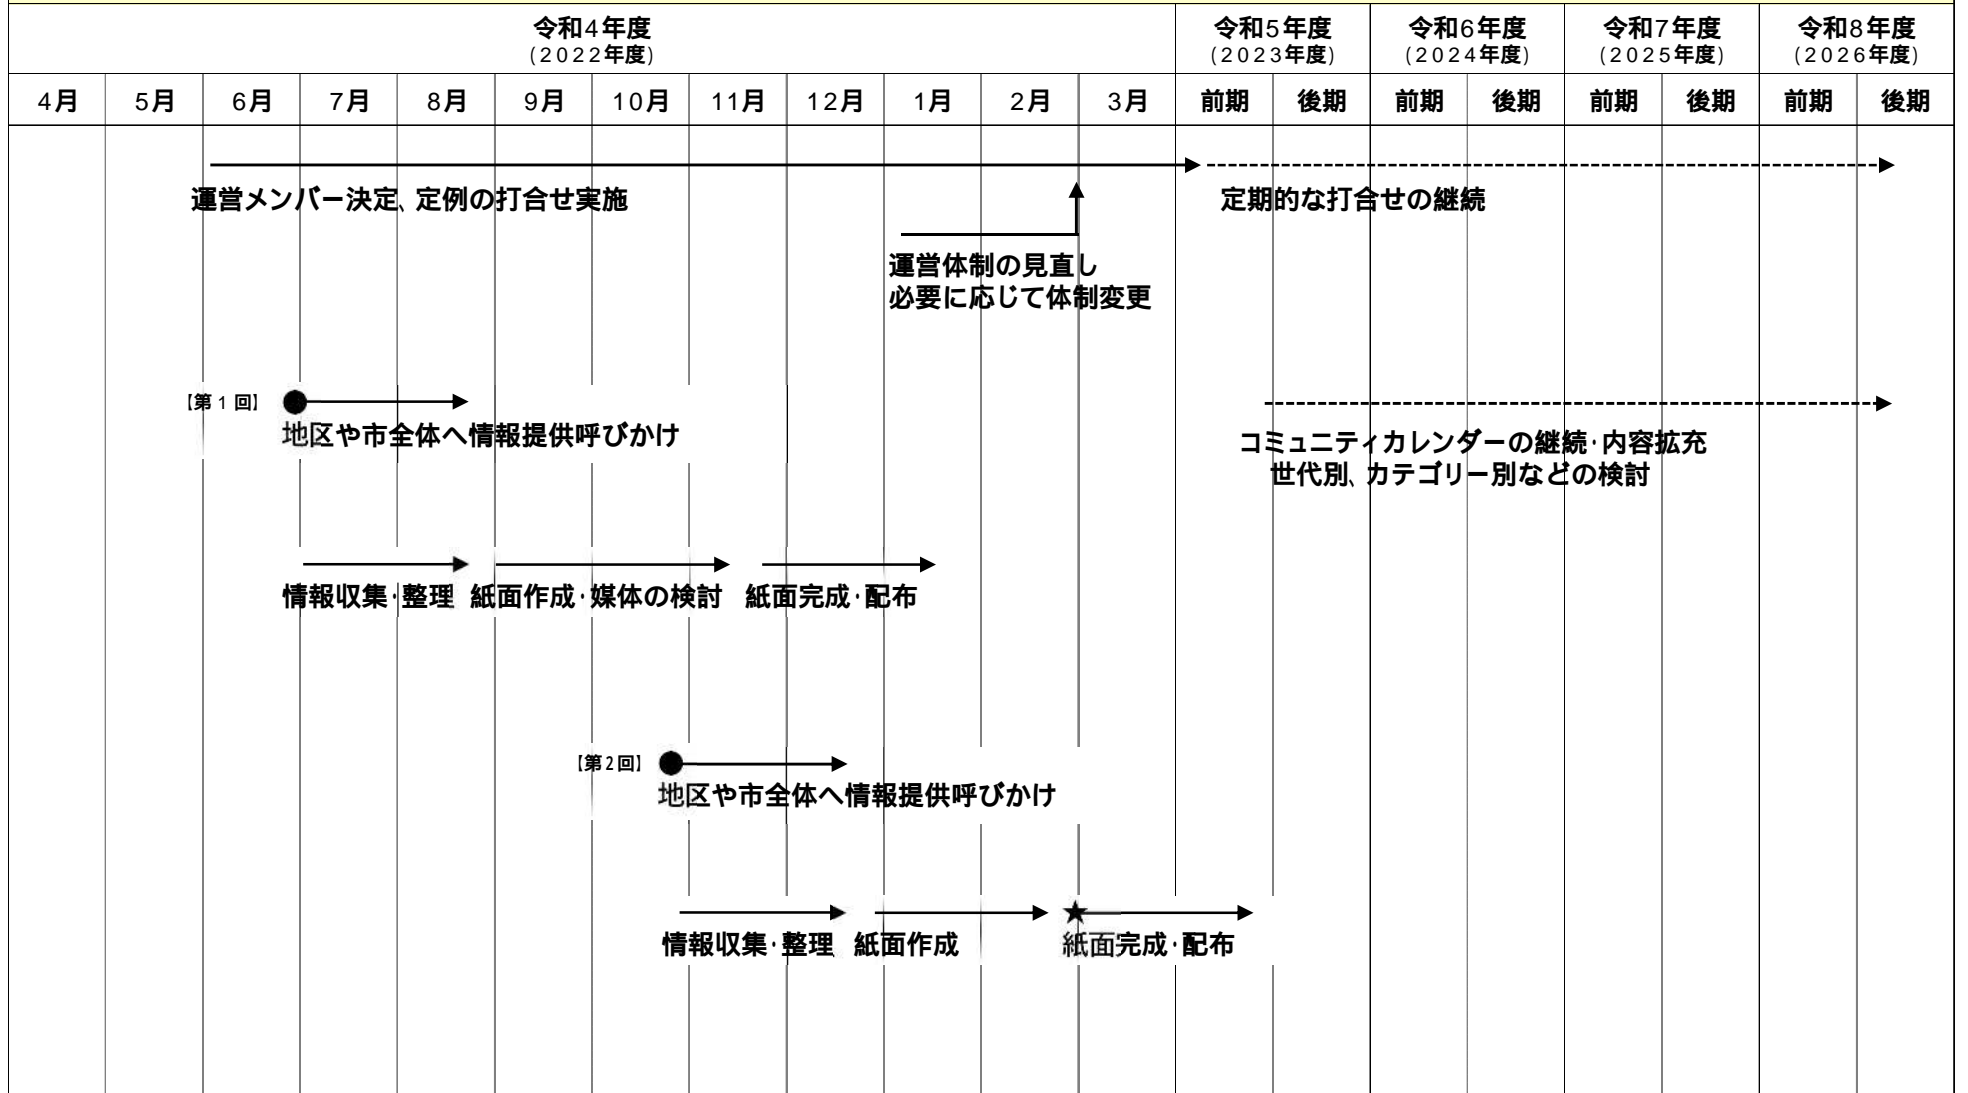 令和4年度 令和5年度 令和6年度 令和7年度 令和8年度
(2022年度) (2023年度) (2024年度) (2025年度) (2026年度)
4月 5月 6月 7月 8月 9月 10月 11月 12月 1月 2月 3月 前期 後期 前期 後期 前期 後期 前期 後期
運営メンバー決定、定例の打合せ実施 定期的な打合せの継続
運営体制の見直し
必要に応じて体制変更
【第1回】
地区や市全体へ情報提供呼びかけ
コミュニティカレンダーの継続・内容拡充
世代別、カテゴリー別などの検討
情報収集・整理 紙面作成・媒体の検討 紙面完成・配布
【第2回】
地区や市全体へ情報提供呼びかけ
★
情報収集・整理 紙面作成 紙面完成・配布